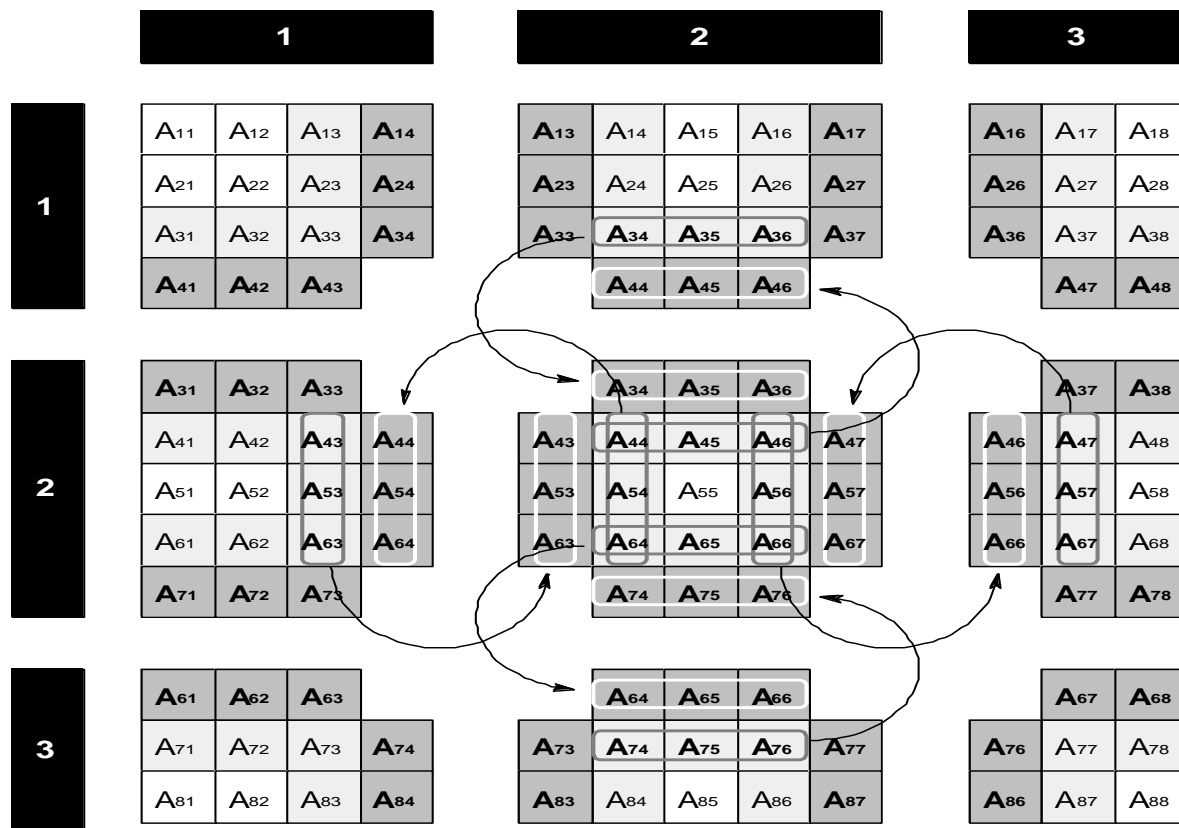 1 2 3
A11 A12 A13 A14 A13 A14 A15 A16 A17 A16 A17 A18
A21 A22 A23 A24 A23 A24 A25 A26 A27 A26 A27 A28
1
A31 A32 A33 A34 A33 A34 A35 A36 A37 A36 A37 A38
A41 A42 A43 A44 A45 A46 A47 A48
A31 A32 A33 A34 A35 A36 A37 A38
A41 A42 A43 A44 A43 A44 A45 A46 A47 A46 A47 A48
2 A51 A52 A53 A54 A53 A54 A55 A56 A57 A56 A57 A58
A61 A62 A63 A64 A63 A64 A65 A66 A67 A66 A67 A68
A71 A72 A73 A74 A75 A76 A77 A78
A61 A62 A63 A64 A65 A66 A67 A68
3 A71 A72 A73 A74 A73 A74 A75 A76 A77 A76 A77 A78
A81 A82 A83 A84 A83 A84 A85 A86 A87 A86 A87 A88